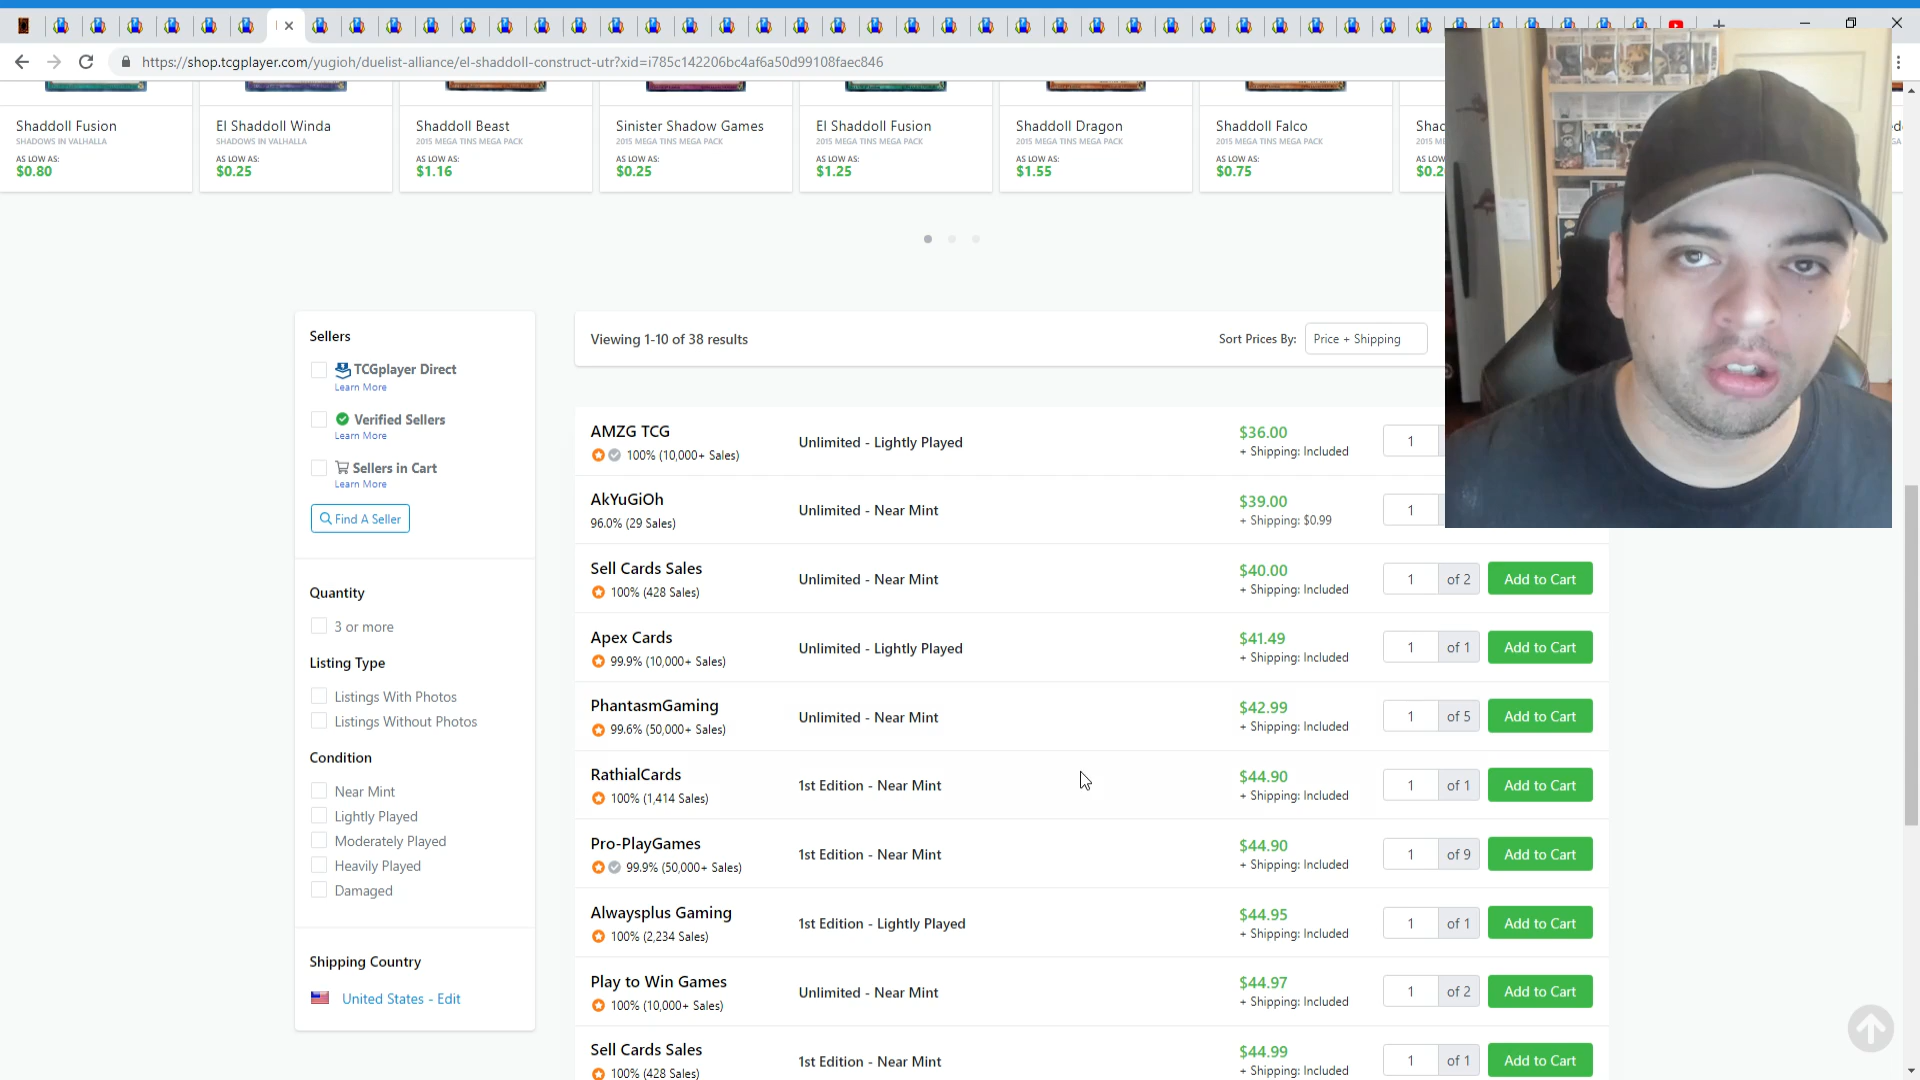 https://shop.tcgplayer.com/yugioh/duelist-alliance/el-shaddoll-construct-utr?xid=i785c142206bc4af6a50d99108faec846
Shaddoll Fusion
SHADOWS IN VALHALLA
AS LOW AS:
$0.80
El Shaddoll Winda
SHADOWS IN VALHALLA
AS LOW AS:
$0.25
Shaddoll Beast
2015 MEGA TINS MEGA PACK
AS LOW AS:
$1.16
Sinister Shadow Games
2015 MEGA TINS MEGA PACK
AS LOW AS:
$0.25
El Shaddoll Fusion
2015 MEGA TINS MEGA PACK
AS LOW AS:
$1.25
Shaddoll Dragon
2015 MEGA TINS MEGA PACK
AS LOW AS:
$1.55
Shaddoll Falco
2015 MEGA TINS MEGA PACK
AS LOW AS:
$0.75
Shad
2015 M
AS LOW
$0.2
Sellers
TCGplayer Direct
Learn More
Verified Sellers
Learn More
Sellers in Cart
Learn More
Find A Seller
Quantity
3 or more
Listing Type
Listings With Photos
Listings Without Photos
Condition
Near Mint
Lightly Played
Moderately Played
Heavily Played
Damaged
Shipping Country
United States - Edit
Viewing 1-10 of 38 results
Sort Prices By: Price + Shipping
AMZG TCG
100% (10,000+ Sales)
Unlimited - Lightly Played
$36.00
+ Shipping: Included
1
AkYuGiOh
96.0% (29 Sales)
Unlimited - Near Mint
$39.00
+ Shipping: $0.99
1
Sell Cards Sales
100% (428 Sales)
Unlimited - Near Mint
$40.00
+ Shipping: Included
1 of 2 Add to Cart
Apex Cards
99.9% (10,000+ Sales)
Unlimited - Lightly Played
$41.49
+ Shipping: Included
1 of 1 Add to Cart
PhantasmGaming
99.6% (50,000+ Sales)
Unlimited - Near Mint
$42.99
+ Shipping: Included
1 of 5 Add to Cart
RathialCards
100% (1,414 Sales)
1st Edition - Near Mint
$44.90
+ Shipping: Included
1 of 1 Add to Cart
Pro-PlayGames
99.9% (50,000+ Sales)
1st Edition - Near Mint
$44.90
+ Shipping: Included
1 of 9 Add to Cart
Alwaysplus Gaming
100% (2,234 Sales)
1st Edition - Lightly Played
$44.95
+ Shipping: Included
1 of 1 Add to Cart
Play to Win Games
100% (10,000+ Sales)
Unlimited - Near Mint
$44.97
+ Shipping: Included
1 of 2 Add to Cart
Sell Cards Sales
100% (428 Sales)
1st Edition - Near Mint
$44.99
+ Shipping: Included
1 of 1 Add to Cart